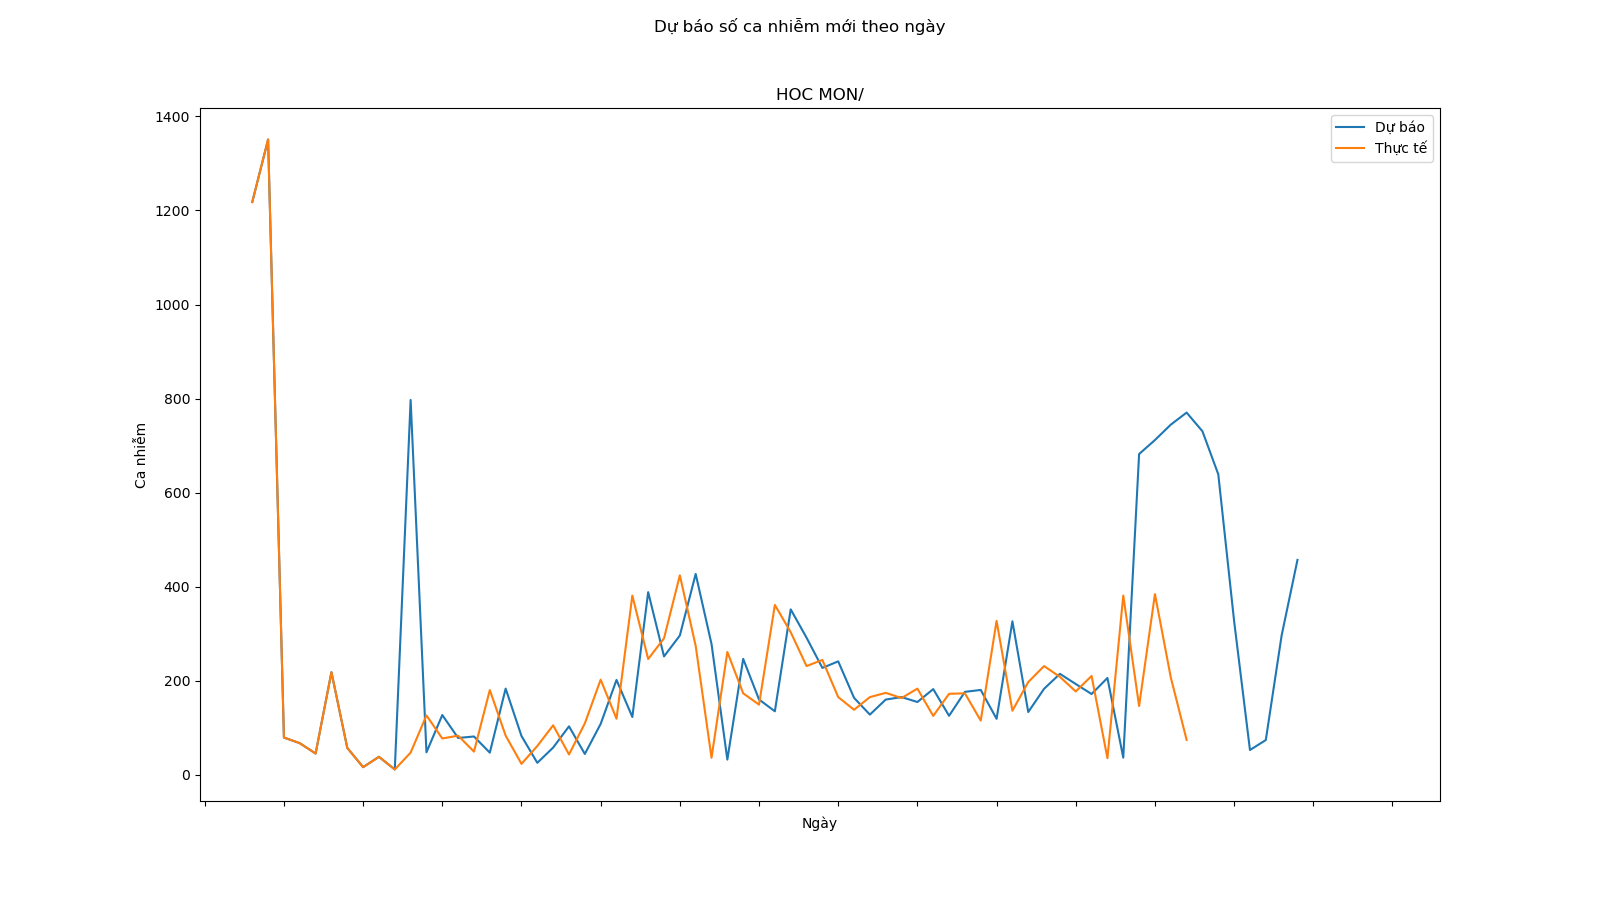 Dự báo số ca nhiễm mới theo ngày
HOC MON/
Dự báo
Thực tế
1400
1200
1000
800
600
400
200
0
Ca nhiễm
Ngày